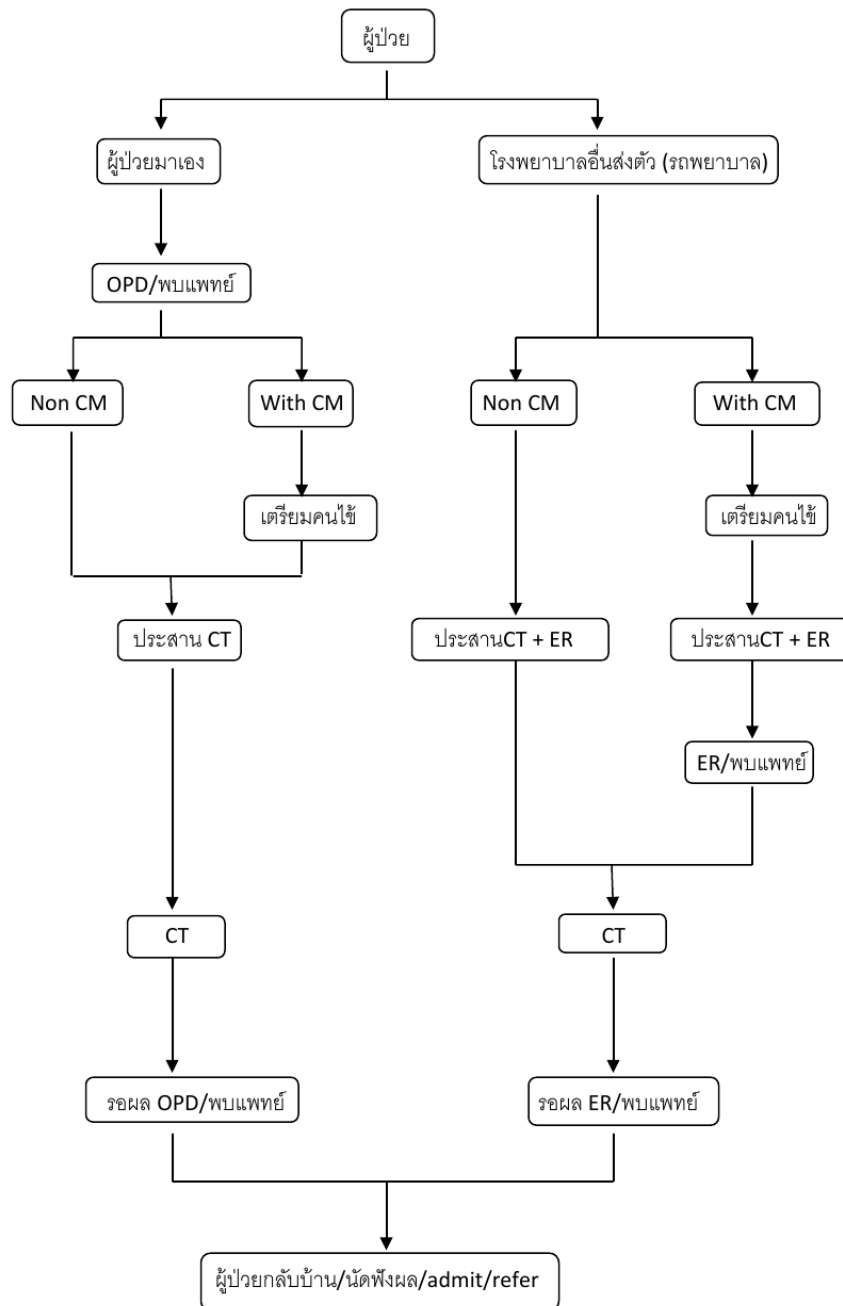 ผู้ป่วย
ผู้ป่วยมาเอง
โรงพยาบาลอื่นส่งตัว (รถพยาบาล)
OPD/พบแพทย์
Non CM
With CM
Non CM
With CM
เตรียมคนไข้
เตรียมคนไข้
ประสาน CT
ประสานCT + ER
ประสานCT + ER
ER/พบแพทย์
CT
CT
รอผล OPD/พบแพทย์
รอผล ER/พบแพทย์
ผู้ป่วยกลับบ้าน/นัดฟังผล/admit/refer